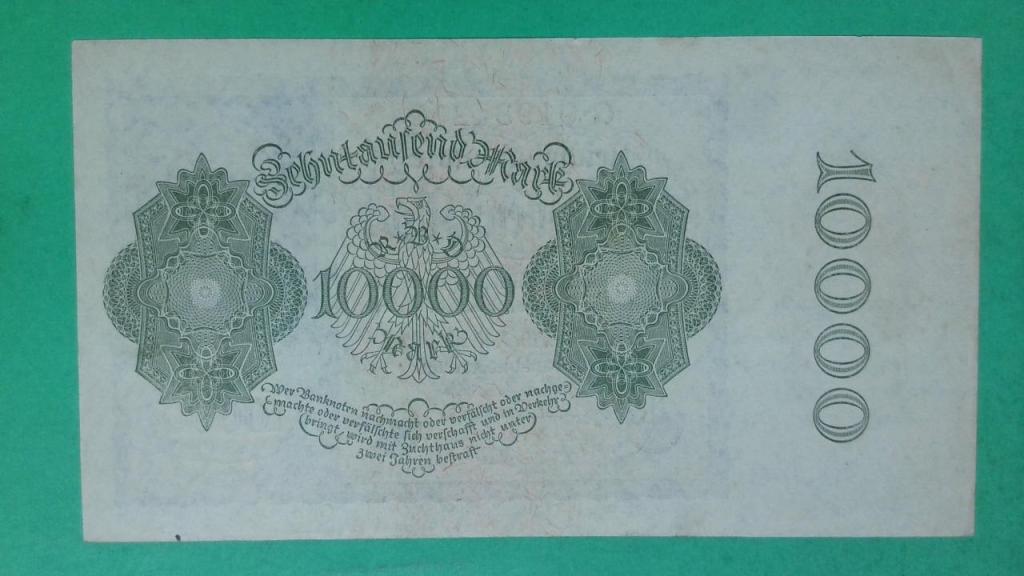 Zehntausend Mark
10000
Mark
Wer Banknoten nachmacht oder verfälscht oder nachge-
machte oder verfälschte sich verschafft und in Verkehr
bringt, wird mit Zuchthaus nicht unter
zwei Jahren bestraft
10000